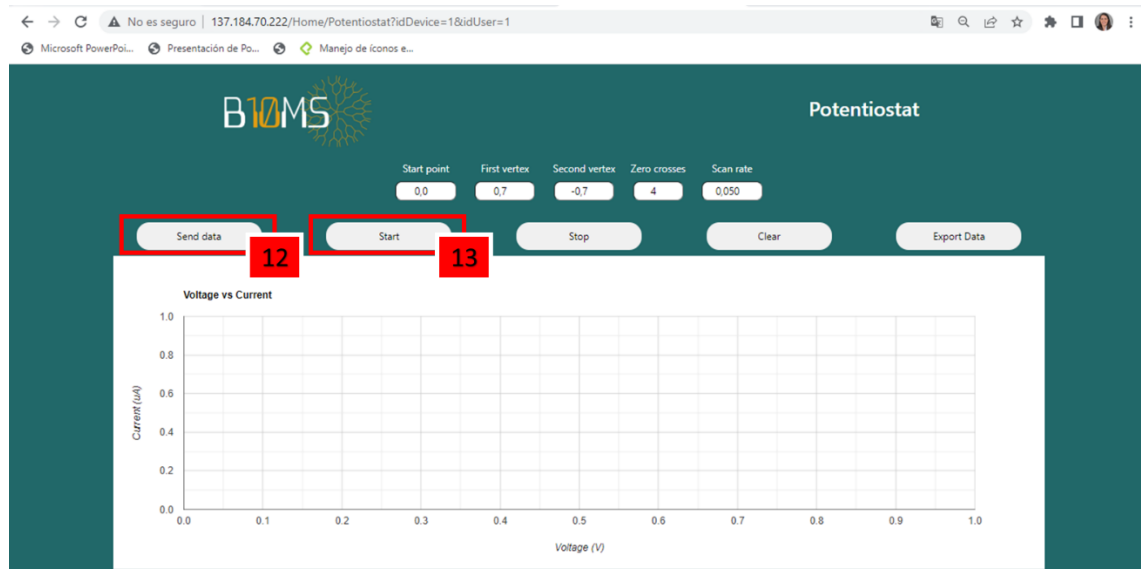 No es seguro | 137.184.70.222/Home/Potentiostat?idDevice=1&idUser=1
Microsoft PowerPoi... Presentación de Po... Manejo de íconos e...
B10MS
Potentiostat
Start point First vertex Second vertex Zero crosses Scan rate
0,0 0,7 -0,7 4 0,050
Send data Start Stop Clear Export Data
12 13
Voltage vs Current
1.0
0.8
0.6
0.4
0.2
0.0
Current (uA)
0.0 0.1 0.2 0.3 0.4 0.5 0.6 0.7 0.8 0.9 1.0
Voltage (V)